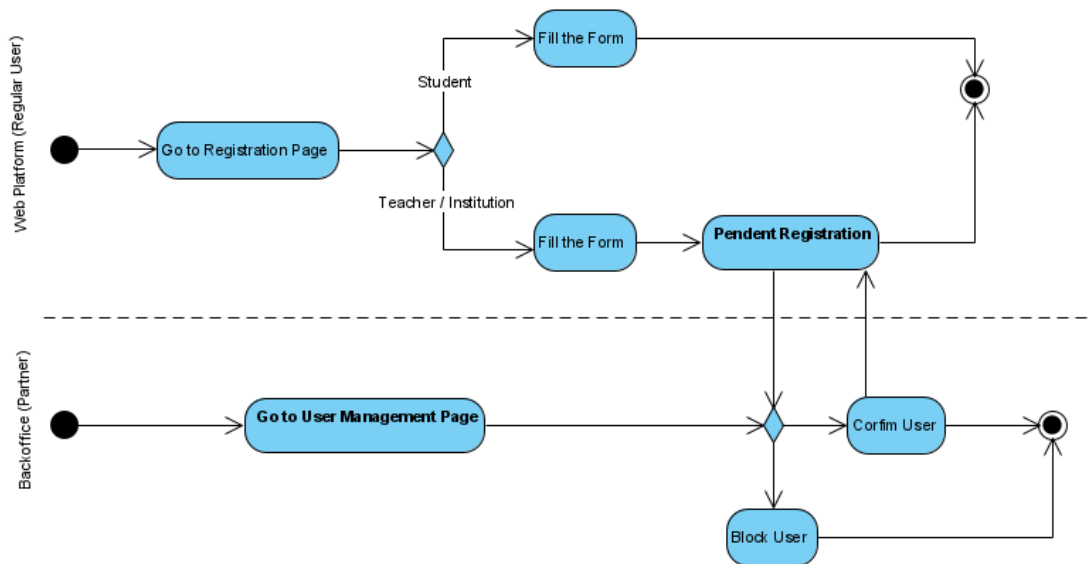 Web Platform (Regular User)
Fill the Form
Student
Go to Registration Page
Teacher / Institution
Fill the Form
Pendent Registration
Backoffice (Partner)
Go to User Management Page
Corfim User
Block User